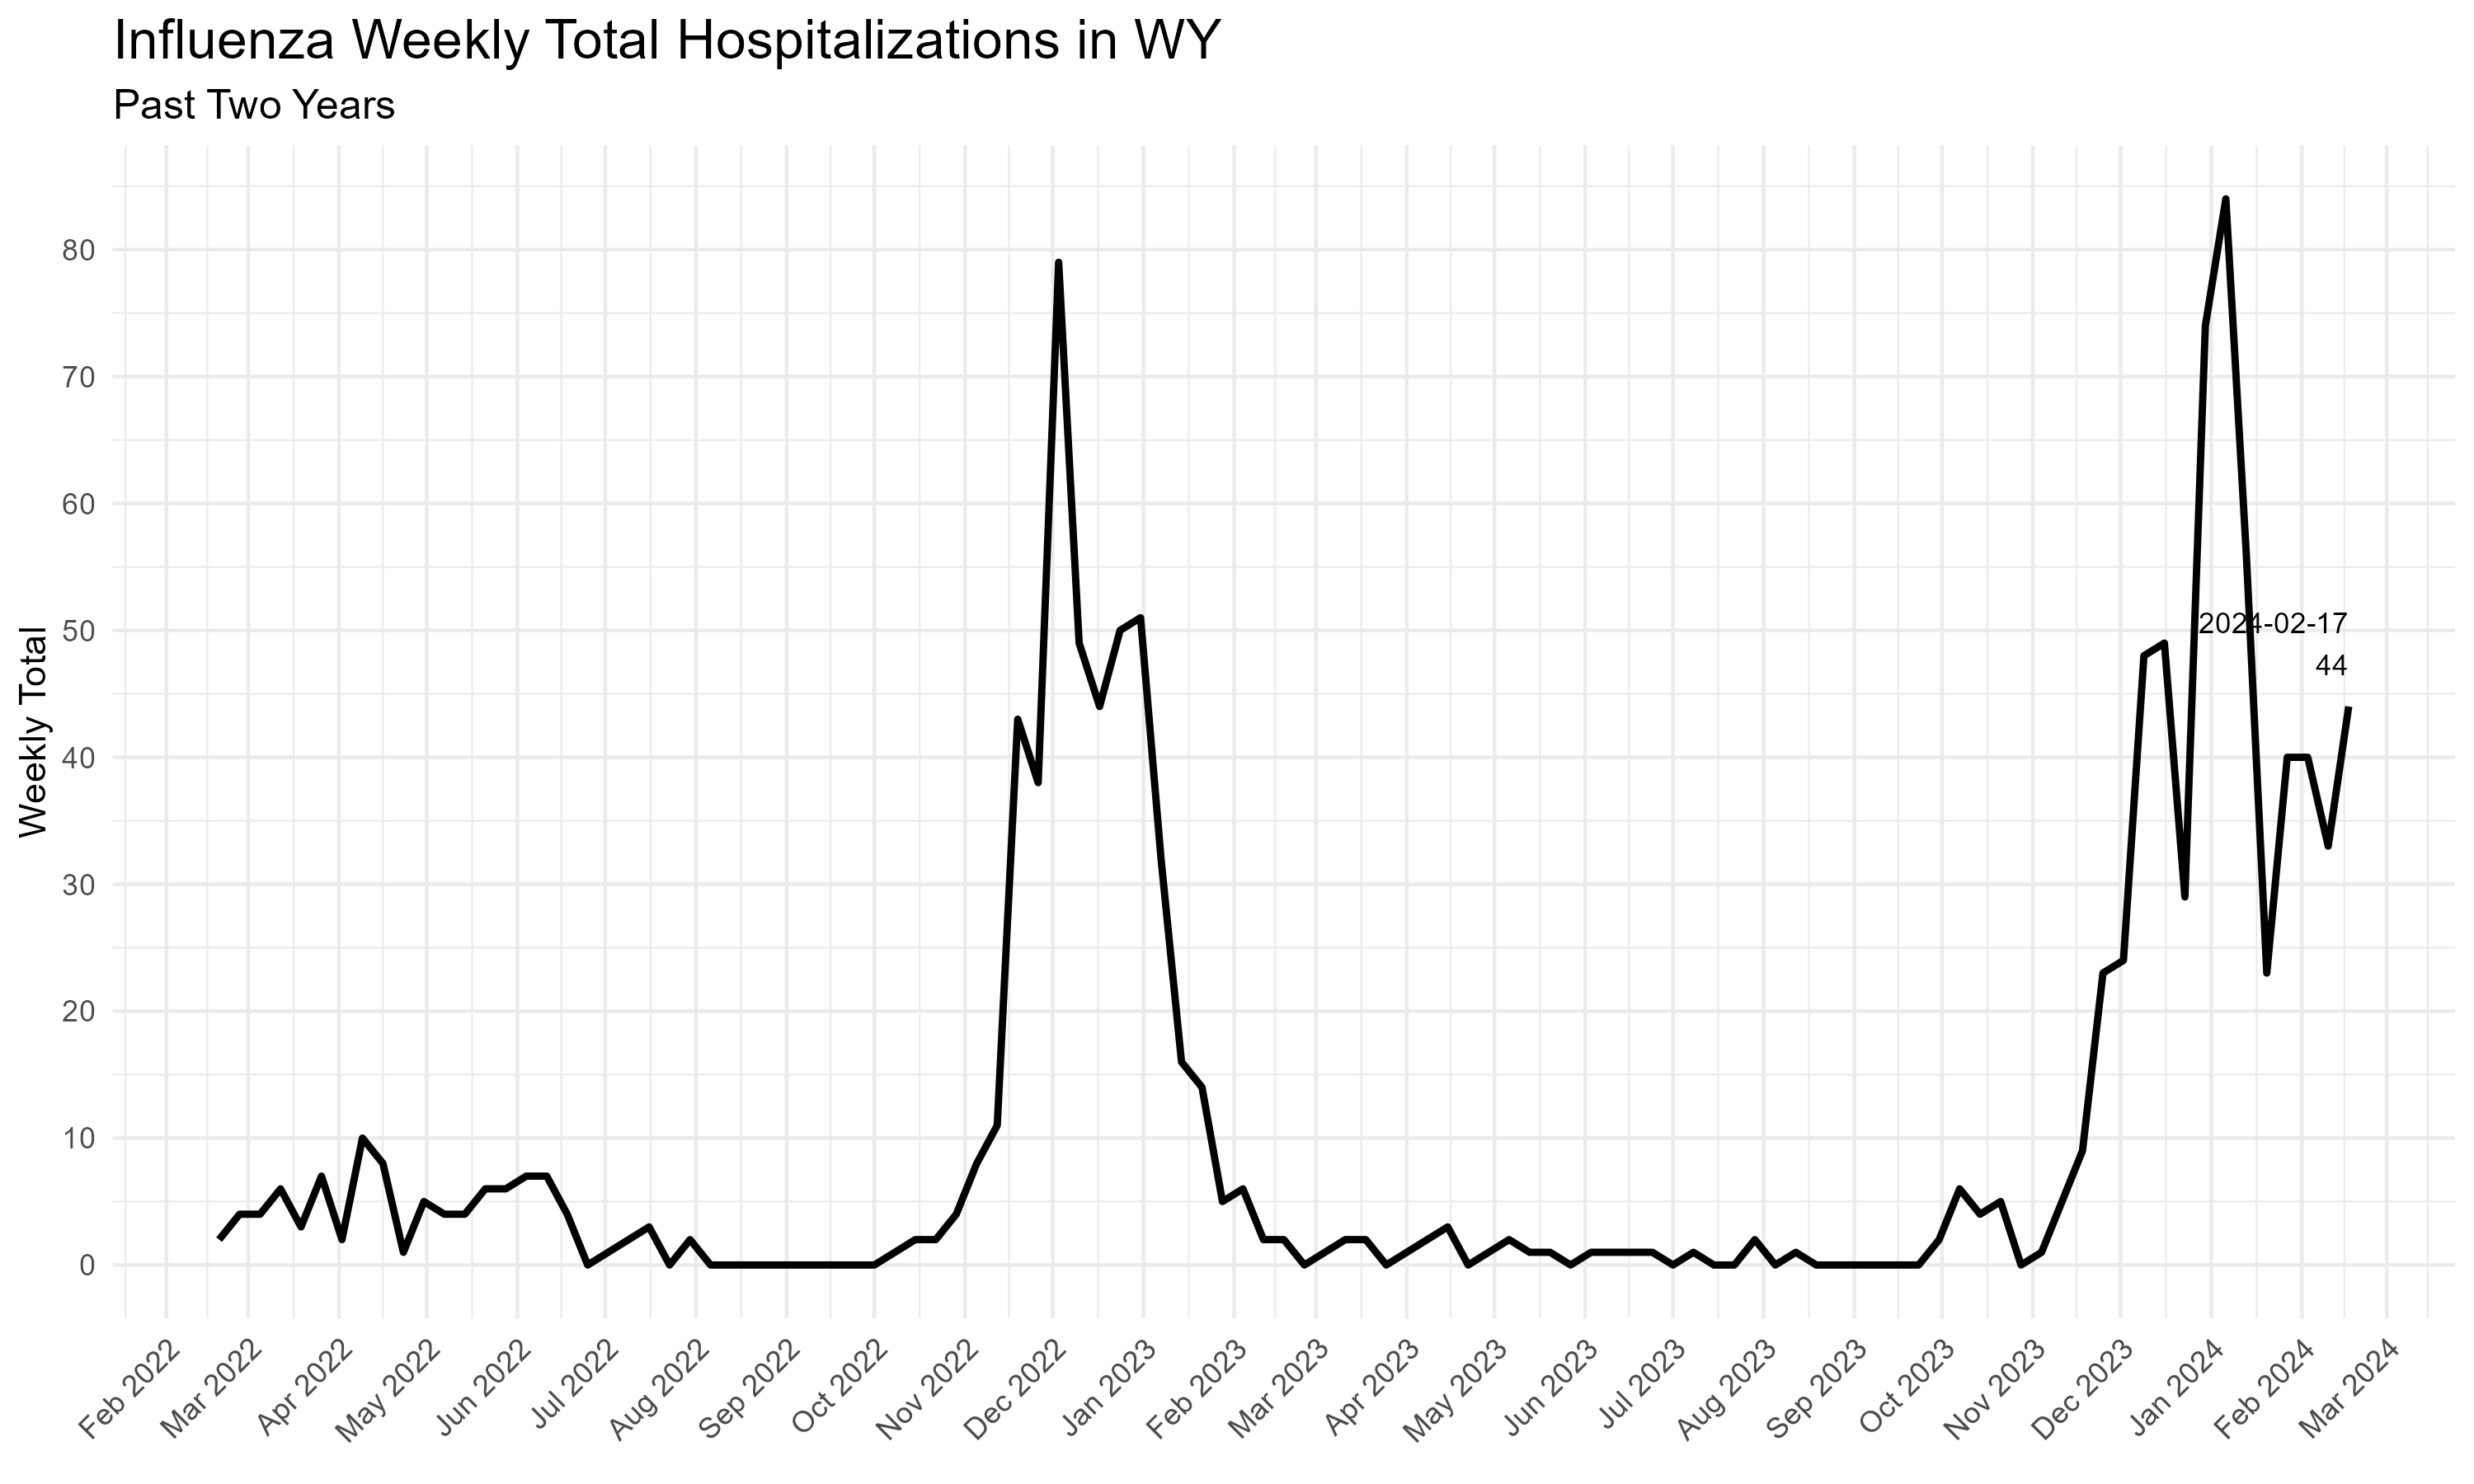 Influenza Weekly Total Hospitalizations in WY
Past Two Years
Weekly Total
80
70
60
50
40
30
20
10
0
2024-02-17
44
Feb 2022
Mar 2022
Apr 2022
May 2022
Jun 2022
Jul 2022
Aug 2022
Sep 2022
Oct 2022
Nov 2022
Dec 2022
Jan 2023
Feb 2023
Mar 2023
Apr 2023
May 2023
Jun 2023
Jul 2023
Aug 2023
Sep 2023
Oct 2023
Nov 2023
Dec 2023
Jan 2024
Feb 2024
Mar 2024